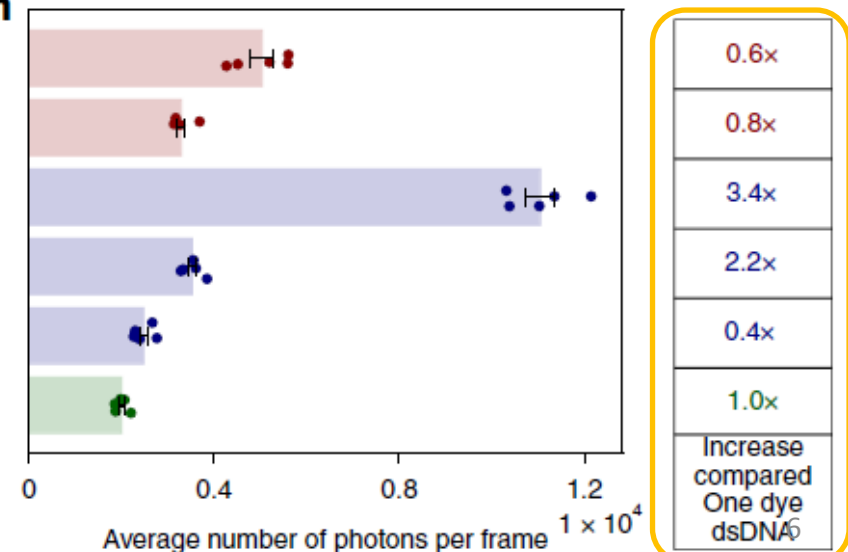 0.6×
0.8×
3.4×
2.2×
0.4×
1.0×
Increase
compared
One dye
dsDNA
6
0 0.4 0.8 1.2
1 × 10⁴
Average number of photons per frame